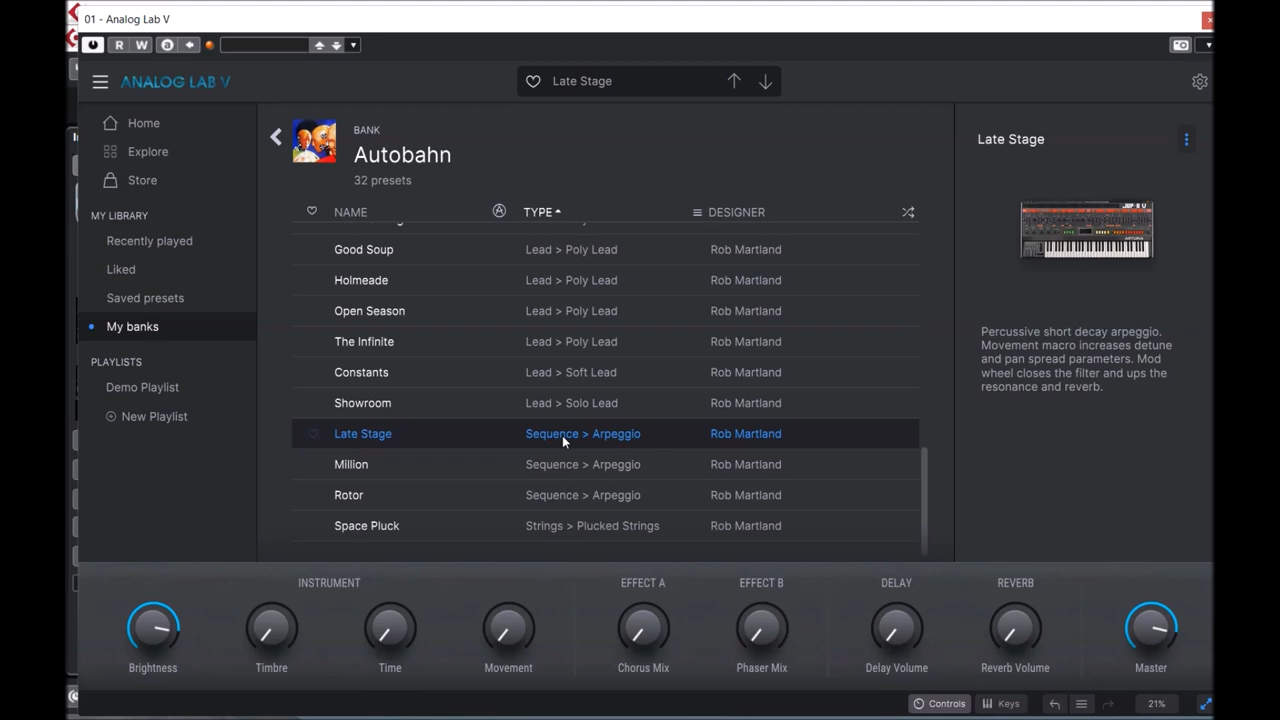 01 - Analog Lab V
R W a
ANALOG LAB V
Late Stage
Home
Explore
Store
MY LIBRARY
Recently played
Liked
Saved presets
My banks
PLAYLISTS
Demo Playlist
New Playlist
BANK
Autobahn
32 presets
NAME TYPE DESIGNER
Good Soup Lead > Poly Lead Rob Martland
Holmeade Lead > Poly Lead Rob Martland
Open Season Lead > Poly Lead Rob Martland
The Infinite Lead > Poly Lead Rob Martland
Constants Lead > Soft Lead Rob Martland
Showroom Lead > Solo Lead Rob Martland
Late Stage Sequence > Arpeggio Rob Martland
Million Sequence > Arpeggio Rob Martland
Rotor Sequence > Arpeggio Rob Martland
Space Pluck Strings > Plucked Strings Rob Martland
Late Stage
Percussive short decay arpeggio.
Movement macro increases detune
and pan spread parameters. Mod
wheel closes the filter and ups the
resonance and reverb.
INSTRUMENT EFFECT A EFFECT B DELAY REVERB
Brightness Timbre Time Movement Chorus Mix Phaser Mix Delay Volume Reverb Volume Master
Controls Keys 21%